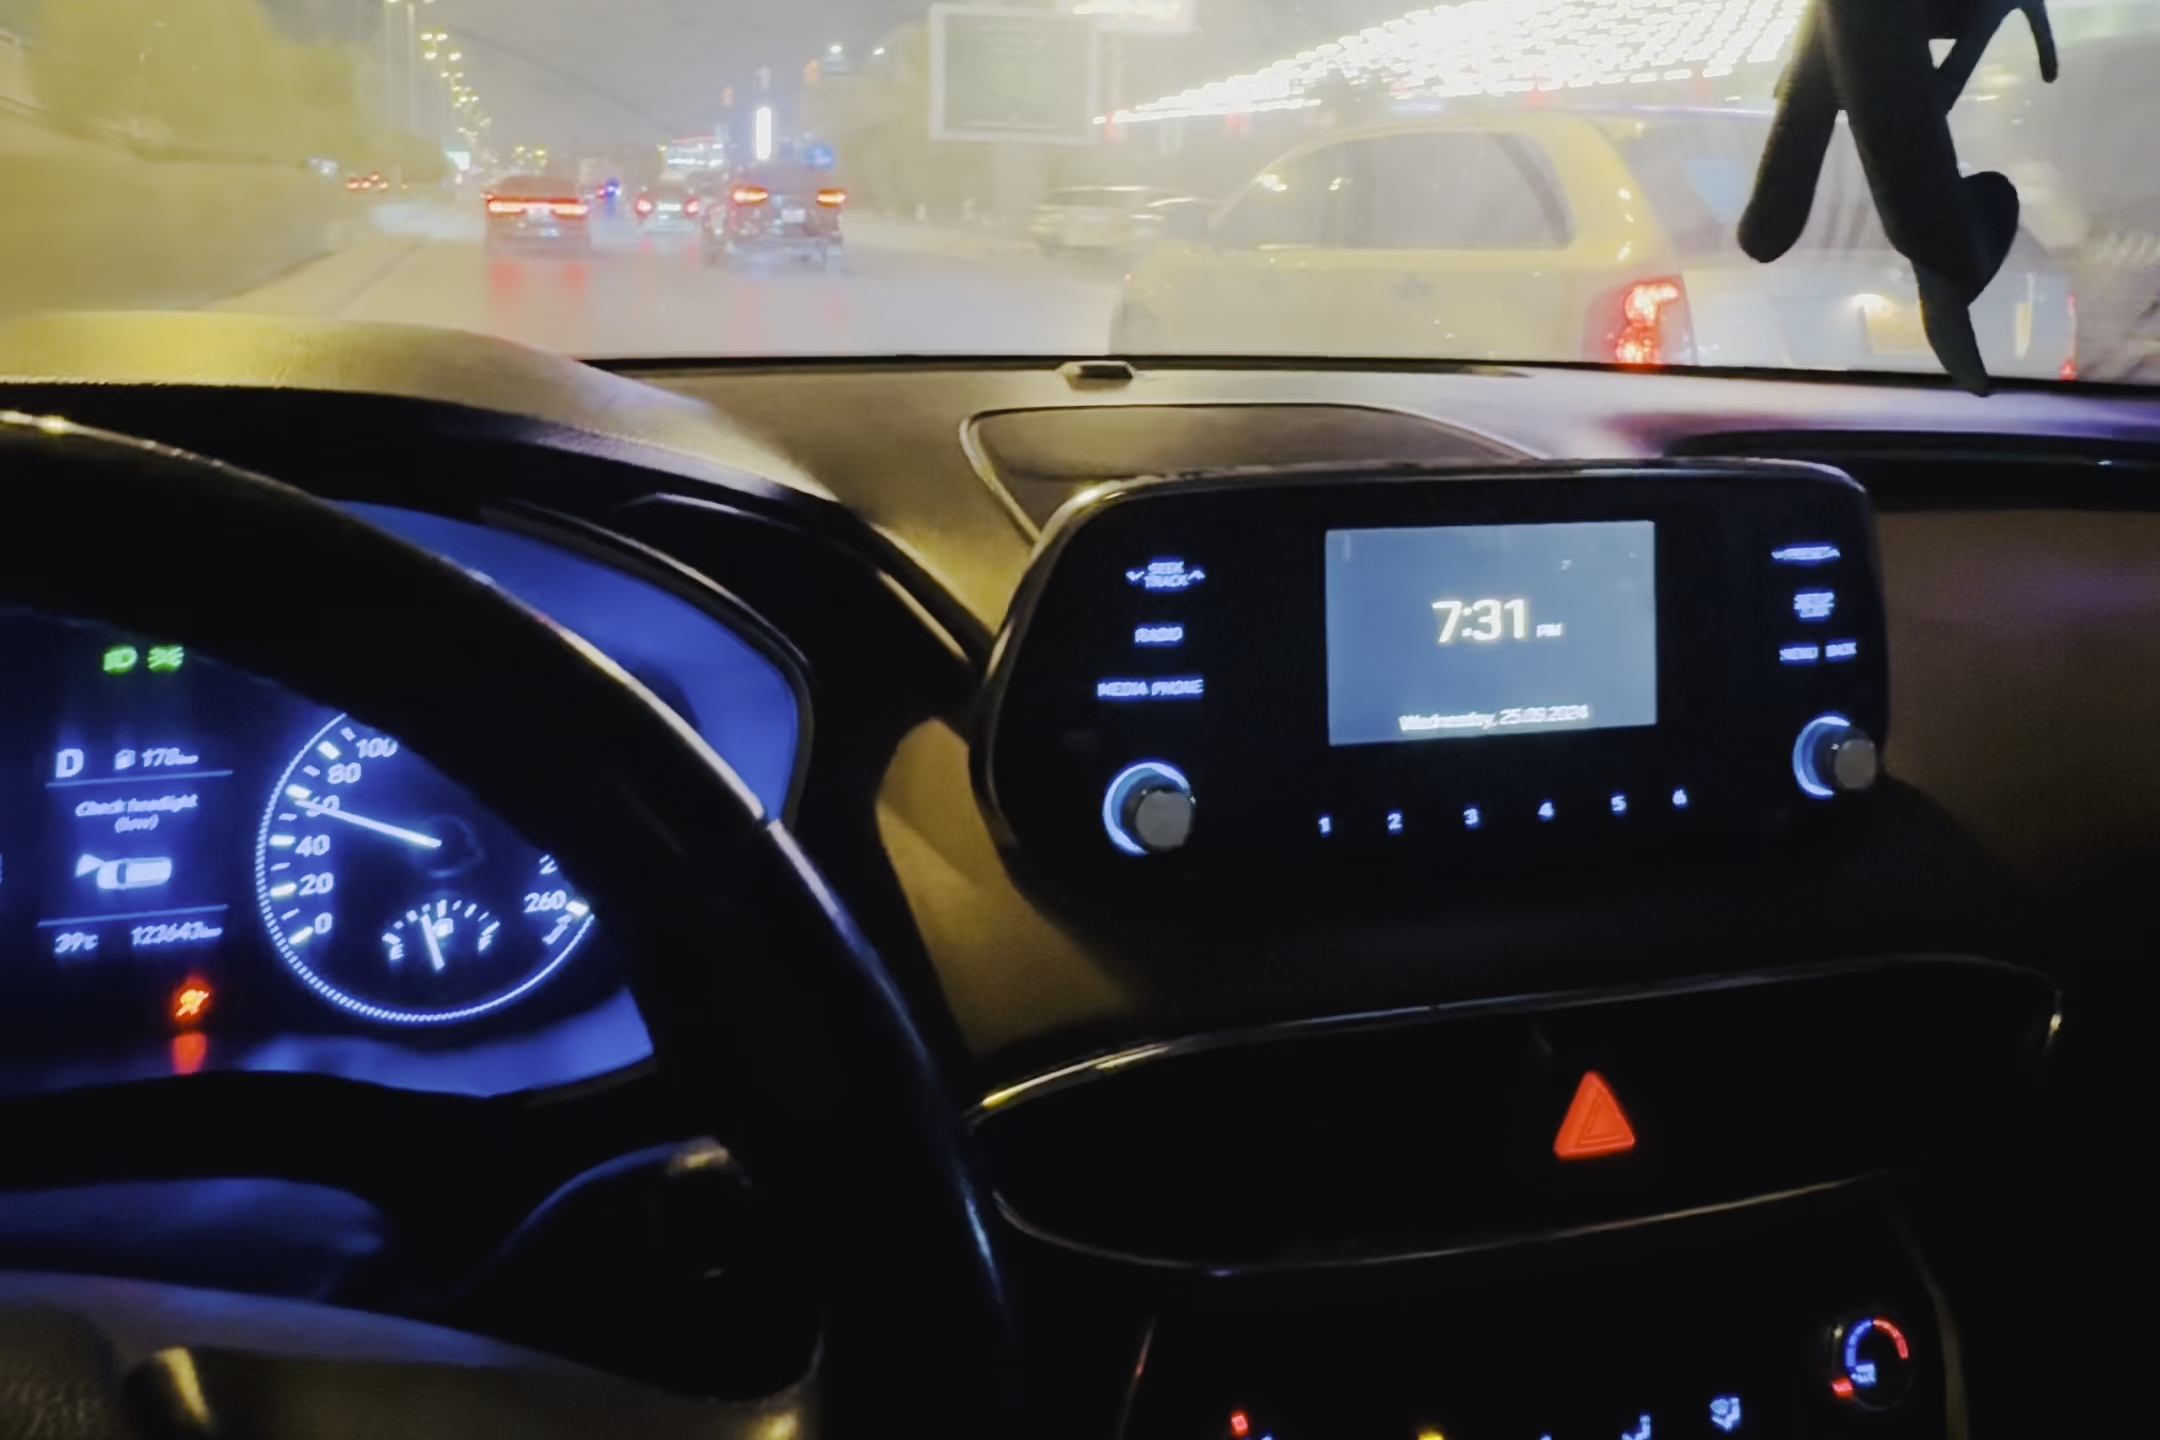 D 178km
Check headlight
(low)
39°C 123643km
100
80
60
40
20
0
260
E F
SEEK
TRACK
RADIO
MEDIA PHONE
7:31 PM
Wednesday, 25.09.2024
1 2 3 4 5 6